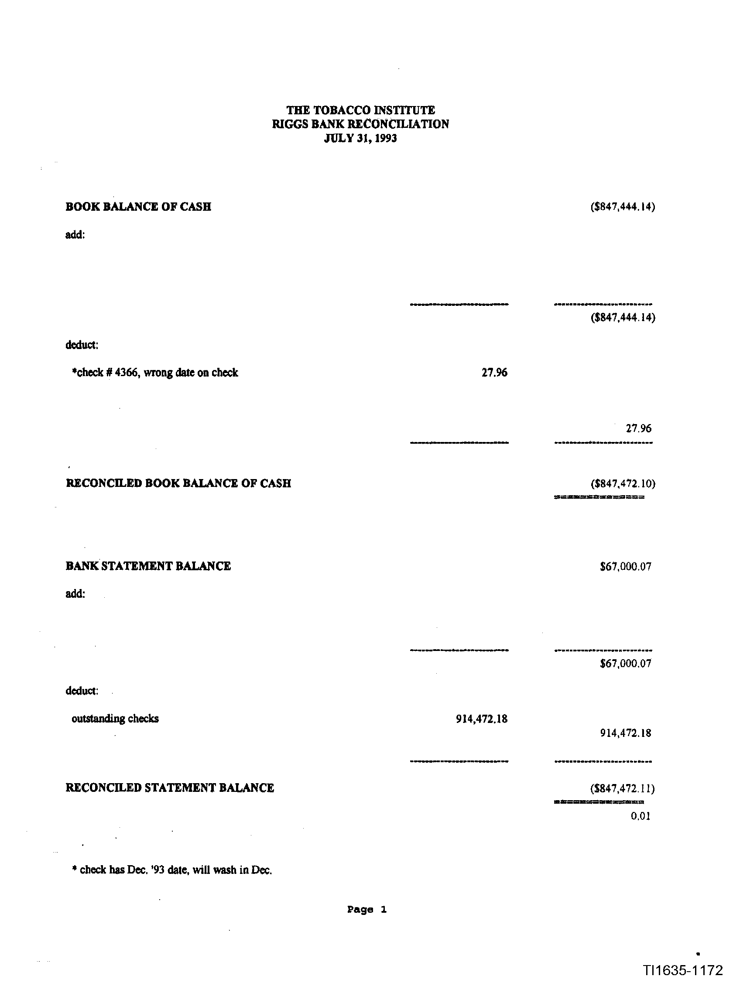 THE TOBACCO INSTITUTE
RIGGS BANK RECONCILIATION
JULY 31, 1993
BOOK BALANCE OF CASH ($847,444.14)
add:
($847,444.14)
deduct:
*check # 4366, wrong date on check 27.96
27.96
RECONCILED BOOK BALANCE OF CASH ($847,472.10)
BANK STATEMENT BALANCE $67,000.07
add:
$67,000.07
deduct:
outstanding checks 914,472.18
914,472.18
RECONCILED STATEMENT BALANCE ($847,472.11)
0.01
* check has Dec. '93 date, will wash in Dec.
Page 1
TI1635-1172